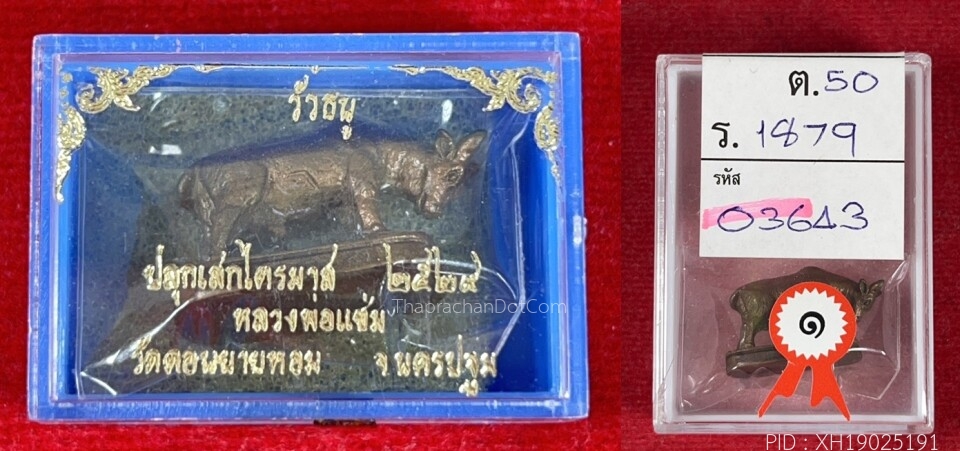 วัวธนู
ปลุกเสกไตรมาส ๒๕๒๙
ThaprachanDotCom
หลวงพ่อแช่ม
วัดดอนยายหอม จ.นครปฐม
ต.50
ร. 1879
รหัส
03643
๑
PID : XH19025191